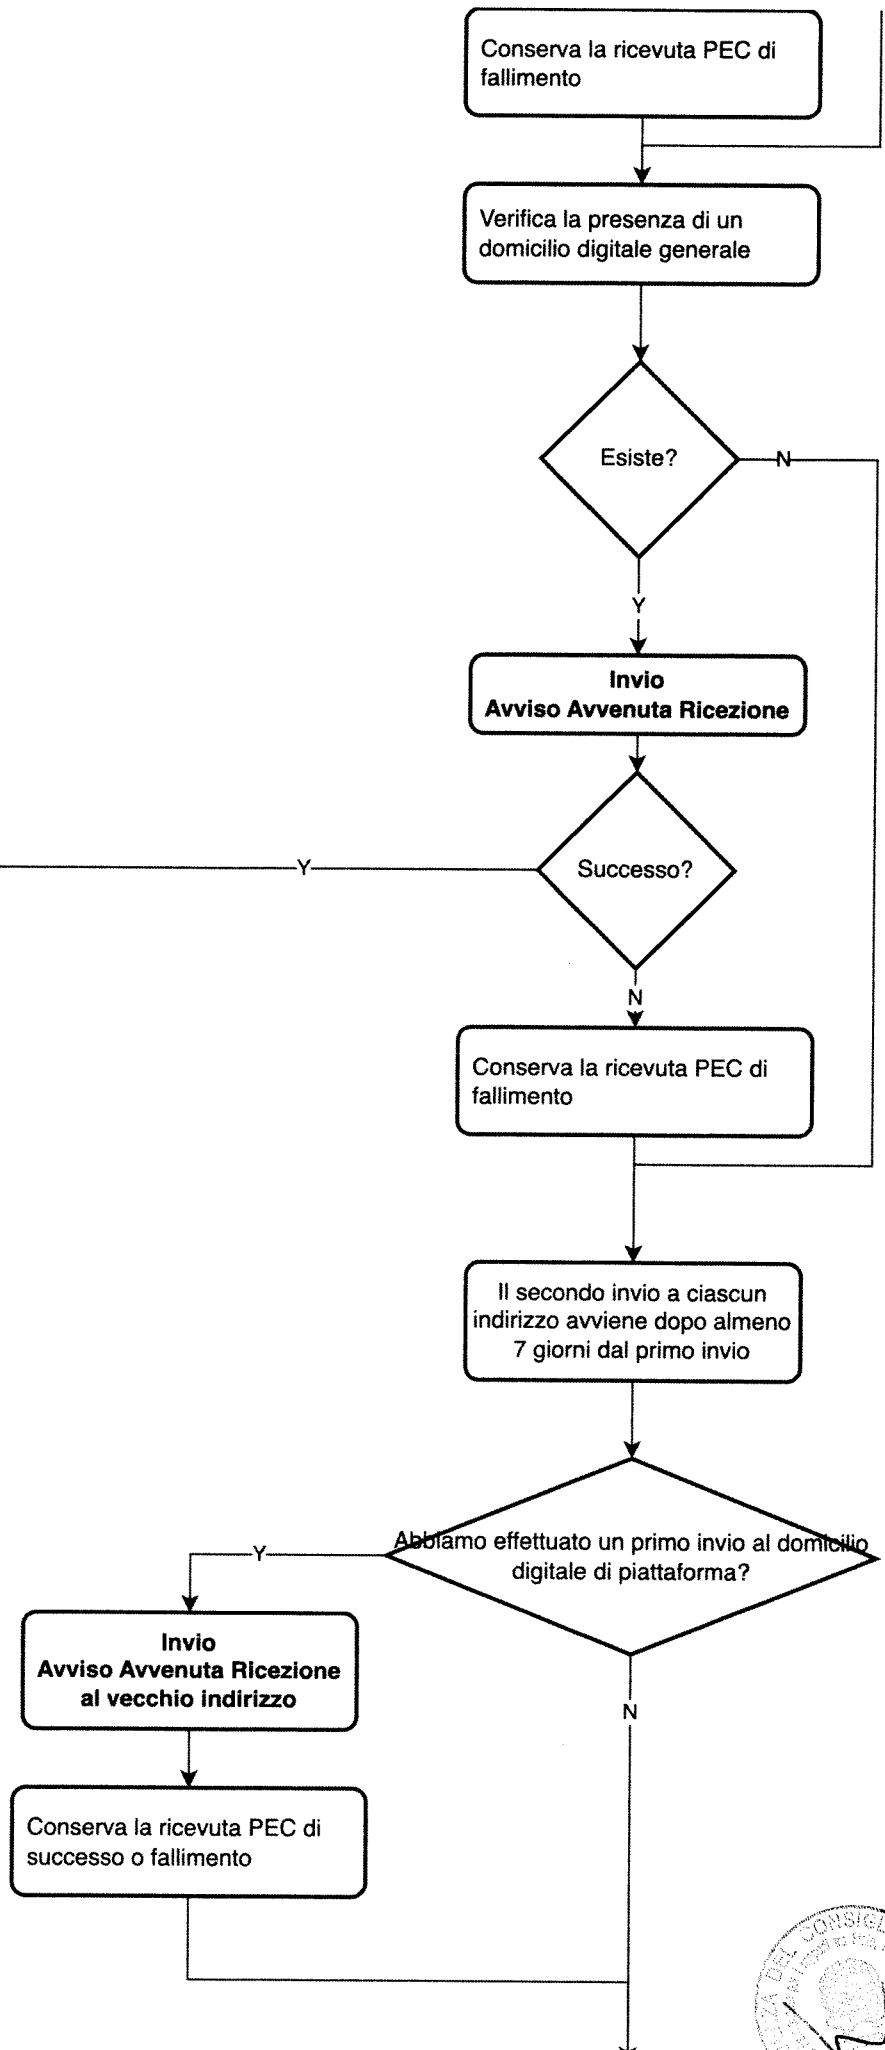 Conserva la ricevuta PEC di
fallimento
Verifica la presenza di un
domicilio digitale generale
Esiste?
N
Y
Invio
Avviso Avvenuta Ricezione
Successo?
Y
N
Conserva la ricevuta PEC di
fallimento
Il secondo invio a ciascun
indirizzo avviene dopo almeno
7 giorni dal primo invio
Abbiamo effettuato un primo invio al domicilio
digitale di piattaforma?
Y
Invio
Avviso Avvenuta Ricezione
al vecchio indirizzo
N
Conserva la ricevuta PEC di
successo o fallimento
DEL CONSIGL